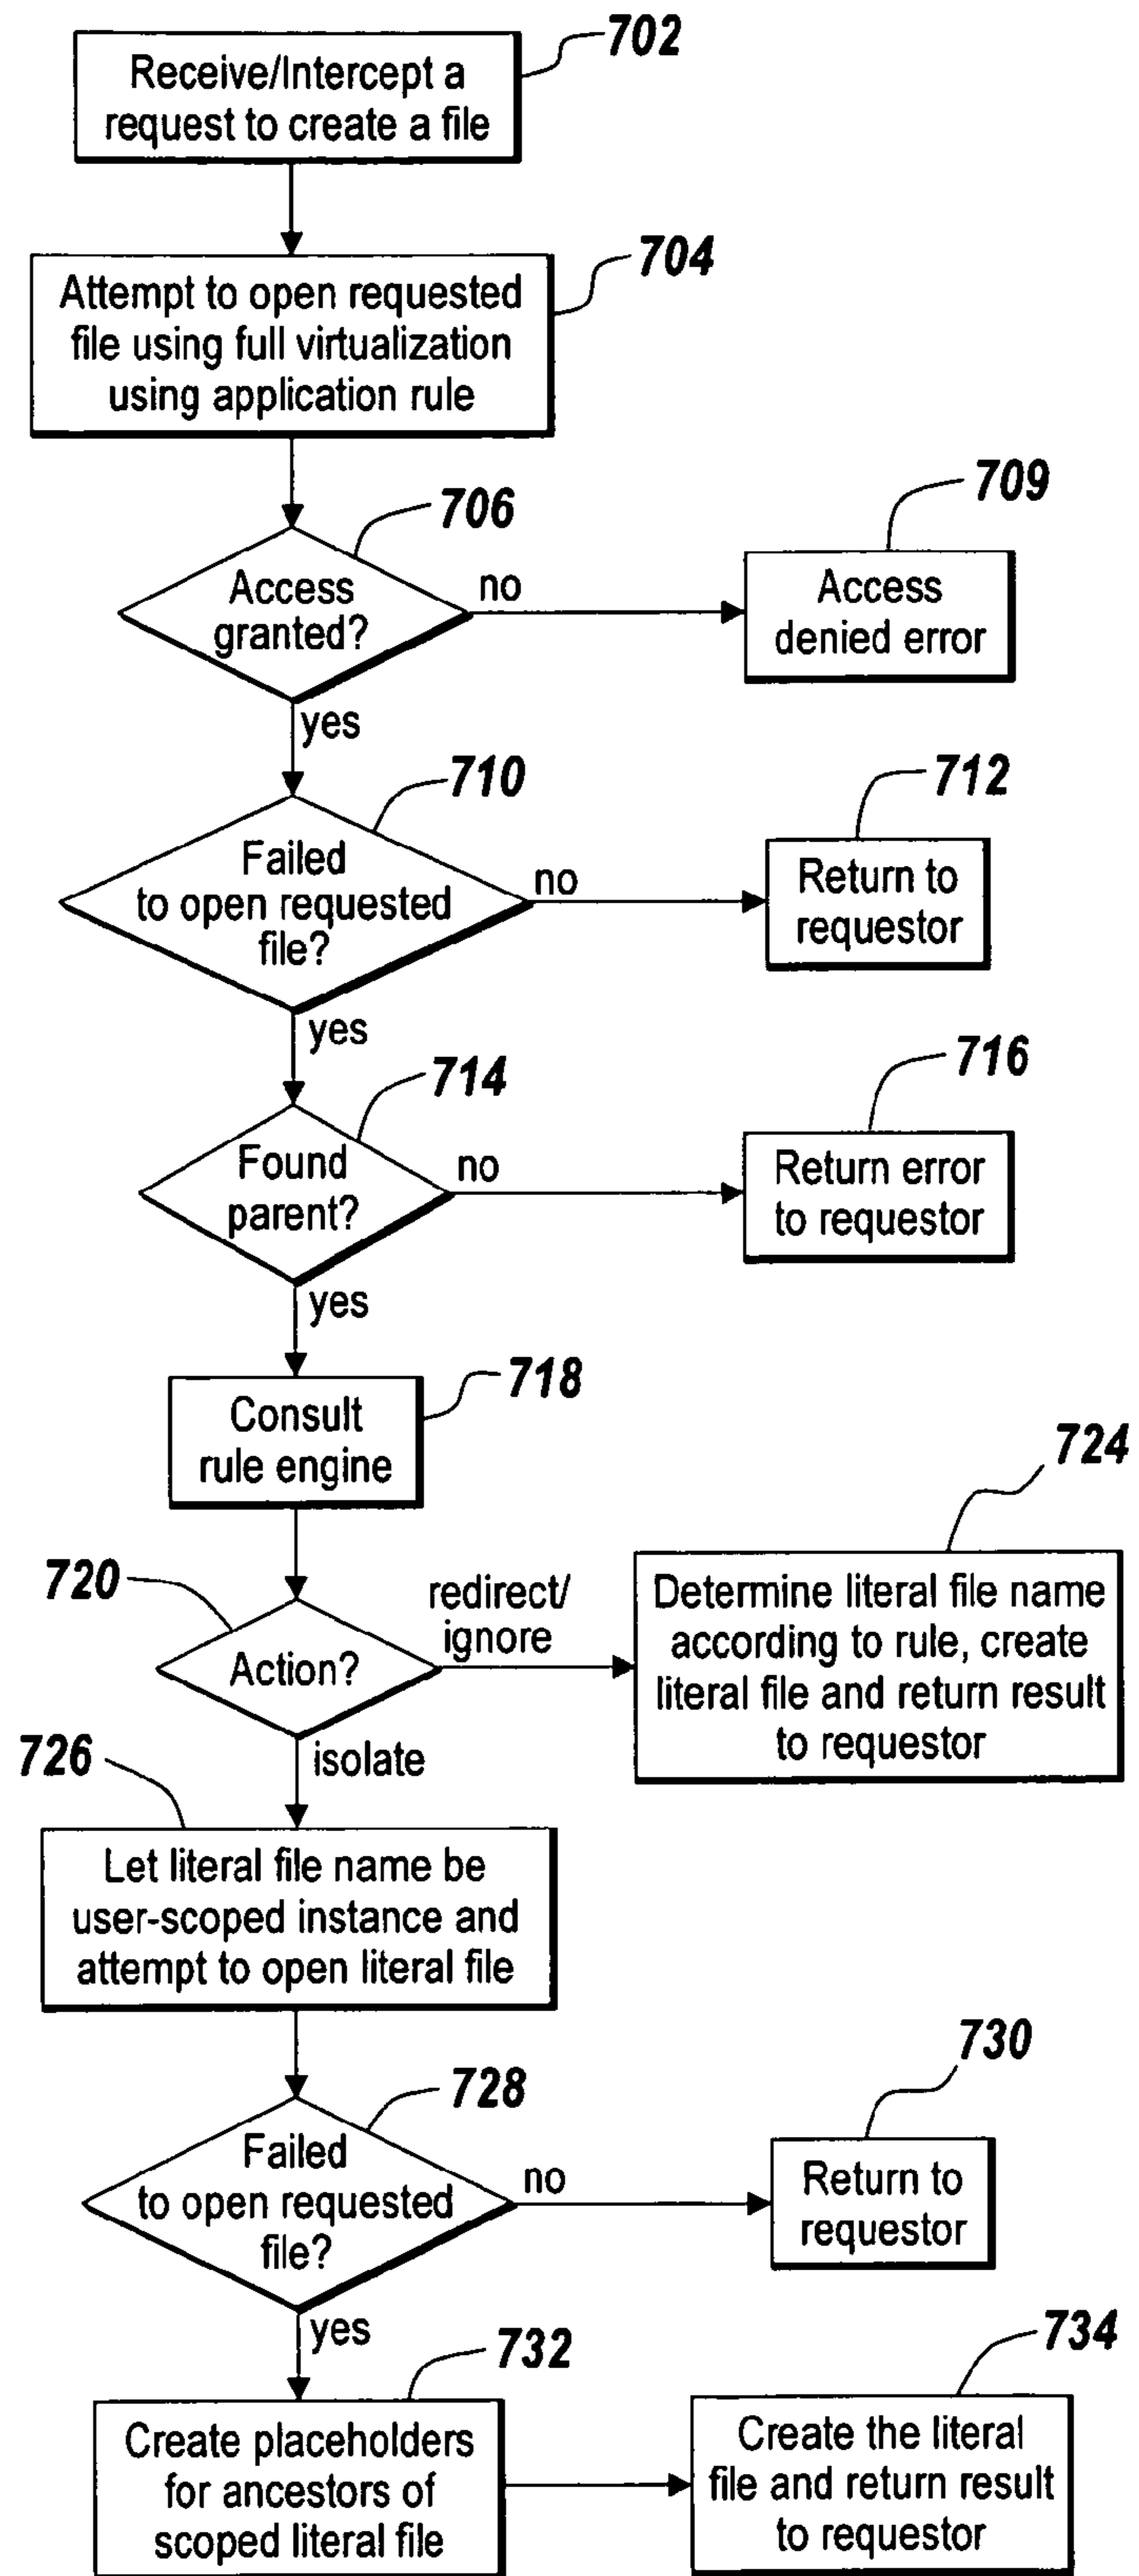 702
Receive/Intercept a
request to create a file
704
Attempt to open requested
file using full virtualization
using application rule
706
Access
granted?
no
709
Access
denied error
yes
710
Failed
to open requested
file?
no
712
Return to
requestor
yes
714
Found
parent?
no
716
Return error
to requestor
yes
718
Consult
rule engine
720
Action?
redirect/
ignore
724
Determine literal file name
according to rule, create
literal file and return result
to requestor
isolate
726
Let literal file name be
user-scoped instance and
attempt to open literal file
728
Failed
to open requested
file?
no
730
Return to
requestor
yes
732
Create placeholders
for ancestors of
scoped literal file
734
Create the literal
file and return result
to requestor